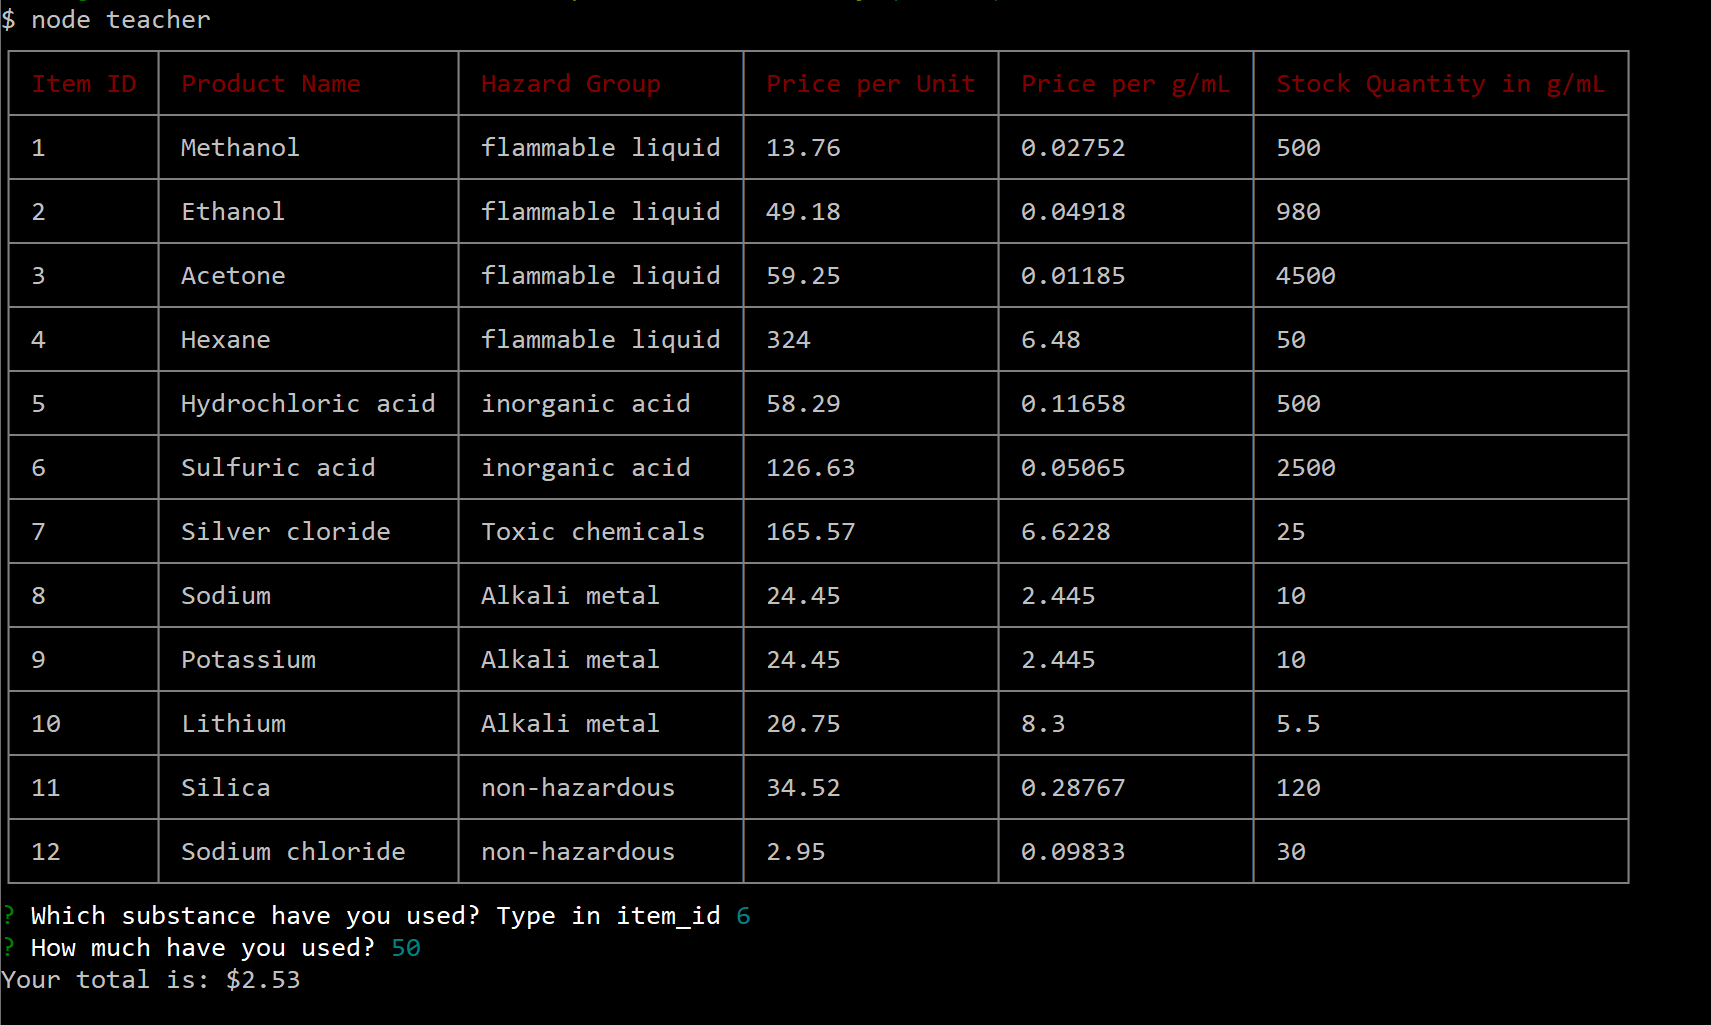 $ node teacher
Item ID Product Name Hazard Group Price per Unit Price per g/mL Stock Quantity in g/mL
1 Methanol flammable liquid 13.76 0.02752 500
2 Ethanol flammable liquid 49.18 0.04918 980
3 Acetone flammable liquid 59.25 0.01185 4500
4 Hexane flammable liquid 324 6.48 50
5 Hydrochloric acid inorganic acid 58.29 0.11658 500
6 Sulfuric acid inorganic acid 126.63 0.05065 2500
7 Silver cloride Toxic chemicals 165.57 6.6228 25
8 Sodium Alkali metal 24.45 2.445 10
9 Potassium Alkali metal 24.45 2.445 10
10 Lithium Alkali metal 20.75 8.3 5.5
11 Silica non-hazardous 34.52 0.28767 120
12 Sodium chloride non-hazardous 2.95 0.09833 30
? Which substance have you used? Type in item_id 6
? How much have you used? 50
Your total is: $2.53